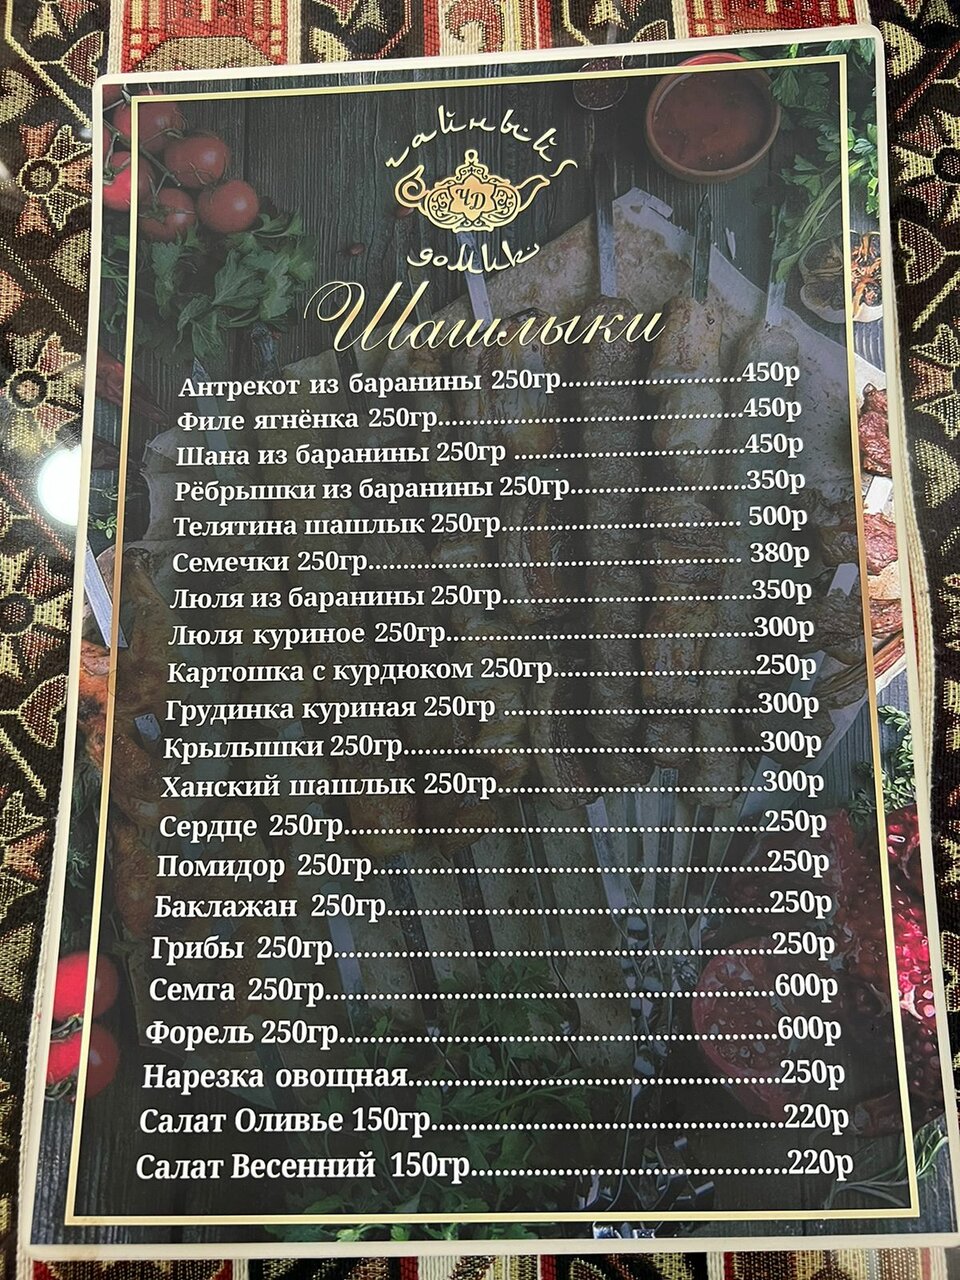 чайный
ЧД
домик
Шашлыки
Антрекот из баранины 250гр..........................450р
Филе ягнёнка 250гр............................................450р
Шана из баранины 250гр .................................450р
Рёбрышки из баранины 250гр.........................350р
Телятина шашлык 250гр.................................. 500р
Семечки 250гр..................................................... 380р
Люля из баранины 250гр...................................350р
Люля куриное 250гр...........................................300р
Картошка с курдюком 250гр............................250р
Грудинка куриная 250гр ...................................300р
Крылышки 250гр.................................................300р
Ханский шашлык 250гр.....................................300р
Сердце 250гр.........................................................250р
Помидор 250гр.....................................................250р
Баклажан 250гр...................................................250р
Грибы 250гр..........................................................250р
Семга 250гр...........................................................600р
Форель 250гр.........................................................600р
Нарезка овощная.................................................250р
Салат Оливье 150гр..............................................220р
Салат Весенний 150гр.........................................220р